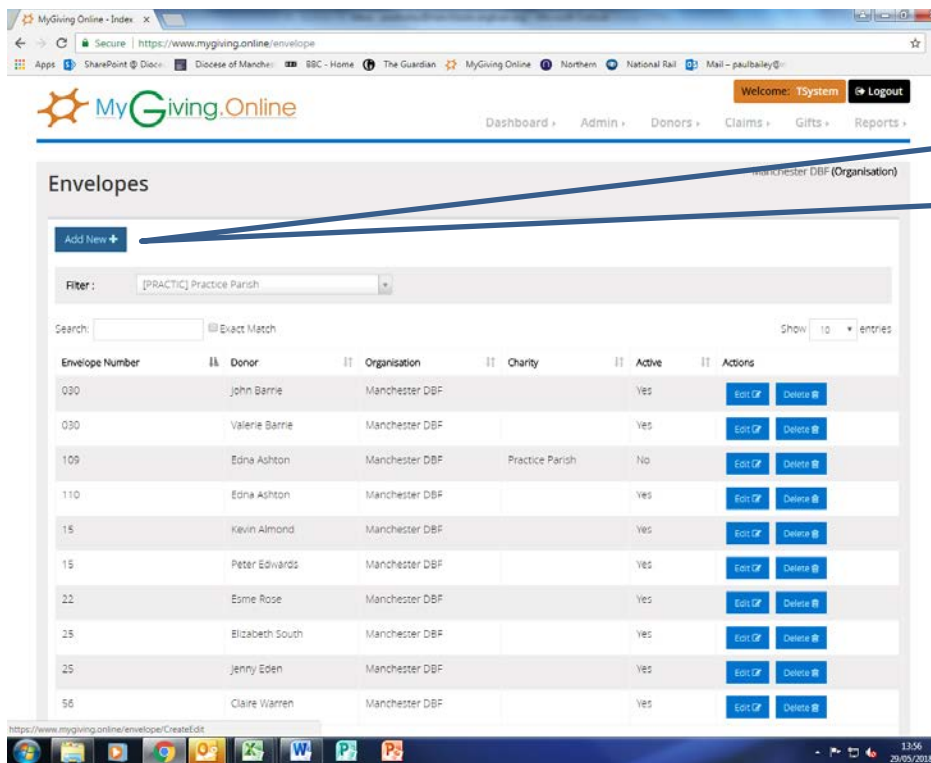 MyGiving Online - Index
Secure | https://www.mygiving.online/envelope
Apps SharePoint @ Dioce Diocese of Manche: BBC - Home The Guardian MyGiving Online Northern National Rail Mail – paulbailey@
MyGiving.Online
Welcome: TSystem Logout
Dashboard Admin Donors Claims Gifts Reports
Envelopes
Manchester DBF (Organisation)
Add New +
Filter : [PRACTIC] Practice Parish
Search: Exact Match Show 10 entries
Envelope Number Donor Organisation Charity Active Actions
030 John Barrie Manchester DBF Yes Edit Delete
030 Valerie Barrie Manchester DBF Yes Edit Delete
109 Edna Ashton Manchester DBF Practice Parish No Edit Delete
110 Edna Ashton Manchester DBF Yes Edit Delete
15 Kevin Almond Manchester DBF Yes Edit Delete
15 Peter Edwards Manchester DBF Yes Edit Delete
22 Esme Rose Manchester DBF Yes Edit Delete
25 Elizabeth South Manchester DBF Yes Edit Delete
25 Jenny Eden Manchester DBF Yes Edit Delete
56 Claire Warren Manchester DBF Yes Edit Delete
https://www.mygiving.online/envelope/CreateEdit
13:56
29/05/2018